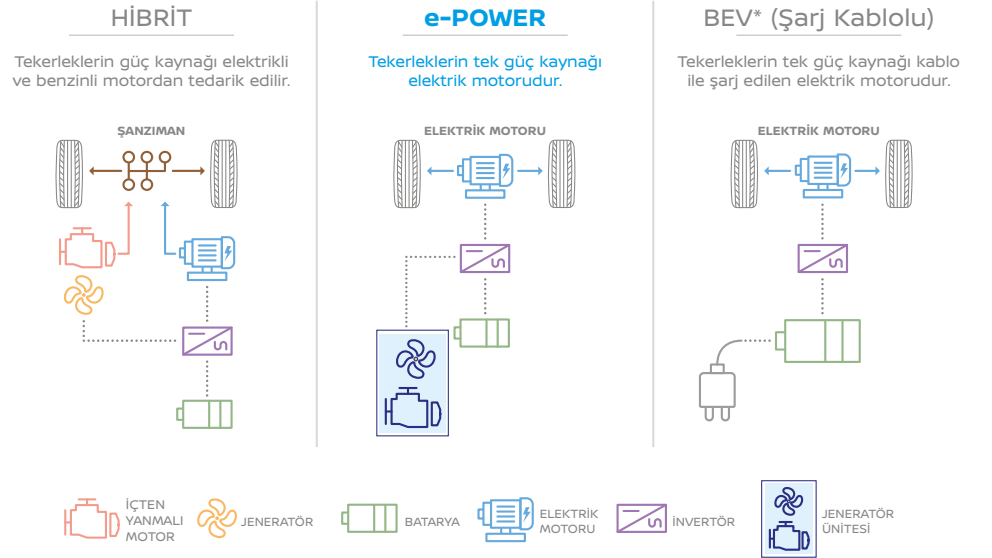 HİBRİT
Tekerleklerin güç kaynağı elektrikli
ve benzinli motordan tedarik edilir.
ŞANZIMAN
e-POWER
Tekerleklerin tek güç kaynağı
elektrik motorudur.
ELEKTRİK MOTORU
BEV* (Şarj Kablolu)
Tekerleklerin tek güç kaynağı kablo
ile şarj edilen elektrik motorudur.
ELEKTRİK MOTORU
İÇTEN
YANMALI
MOTOR
JENERATÖR
BATARYA
ELEKTRİK
MOTORU
İNVERTÖR
JENERATÖR
ÜNİTESİ